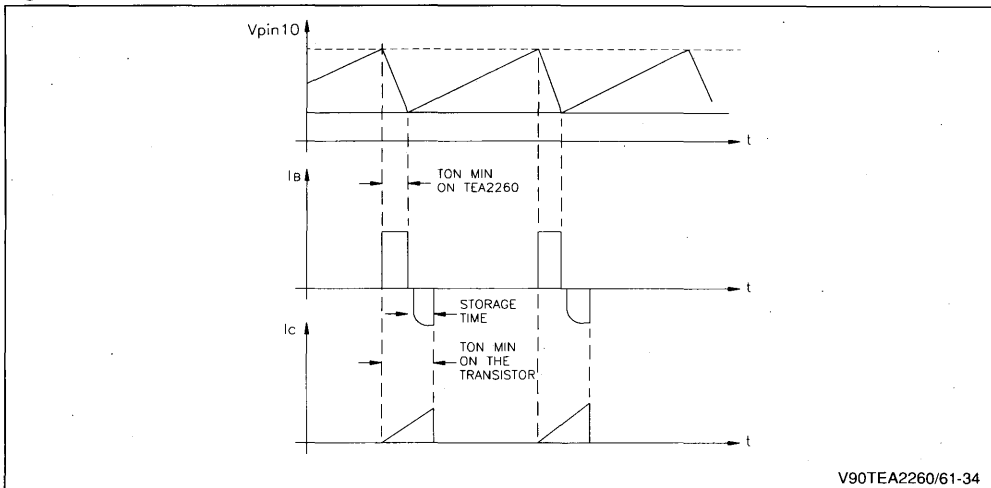 Vpin10
t
IB
TON MIN
ON TEA2260
t
STORAGE
TIME
IC
TON MIN
ON THE
TRANSISTOR
t
V90TEA2260/61-34